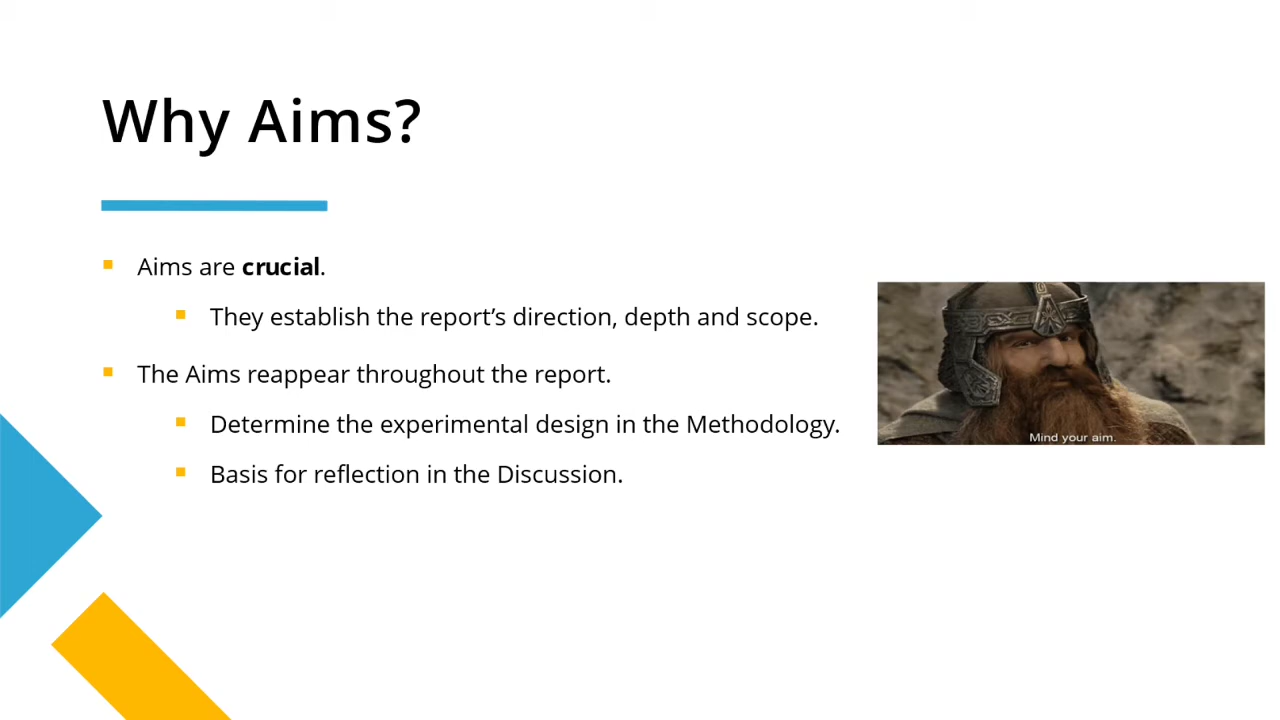 Why Aims?
Aims are crucial.
They establish the report’s direction, depth and scope.
The Aims reappear throughout the report.
Determine the experimental design in the Methodology.
Basis for reflection in the Discussion.
Mind your aim.